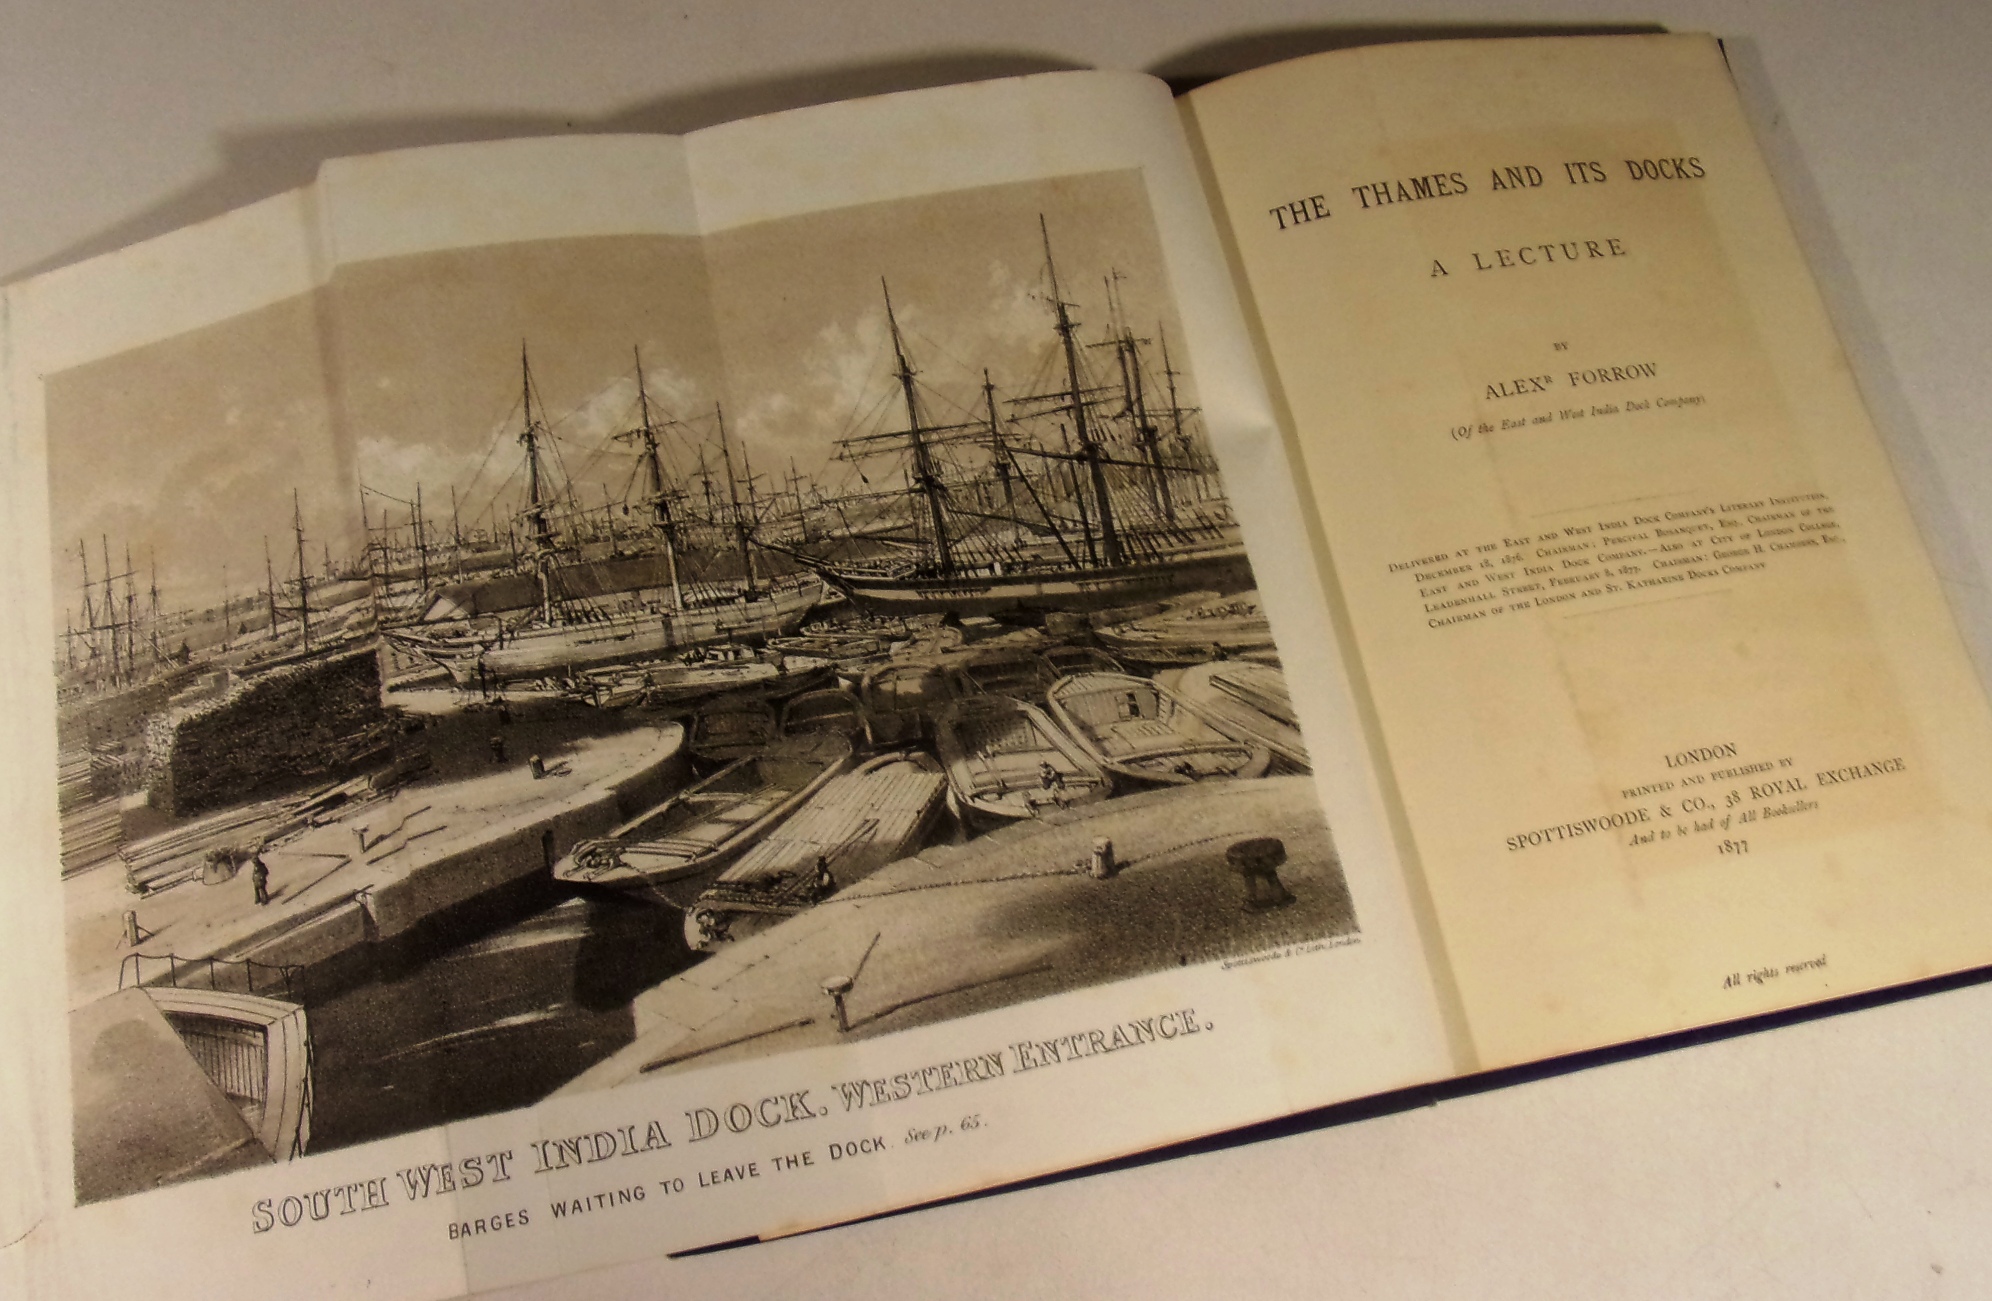 SOUTH WEST INDIA DOCK. WESTERN ENTRANCE.
BARGES WAITING TO LEAVE THE DOCK. See p. 65.
Spottiswoode & Co. Lith. London
THE THAMES AND ITS DOCKS
A LECTURE
BY
ALEXR FORROW
(Of the East and West India Dock Company)
DELIVERED AT THE EAST AND WEST INDIA DOCK COMPANY'S LITERARY INSTITUTION,
DECEMBER 18, 1876. CHAIRMAN: PERCIVAL BOSANQUET, ESQ. CHAIRMAN OF THE
EAST AND WEST INDIA DOCK COMPANY.—ALSO AT CITY OF LONDON COLLEGE,
LEADENHALL STREET, FEBRUARY 8, 1877. CHAIRMAN: GEORGE H. CHAMBERS, ESQ.,
CHAIRMAN OF THE LONDON AND ST. KATHARINE DOCKS COMPANY
LONDON
PRINTED AND PUBLISHED BY
SPOTTISWOODE & CO., 38 ROYAL EXCHANGE
And to be had of All Booksellers
1877
All rights reserved